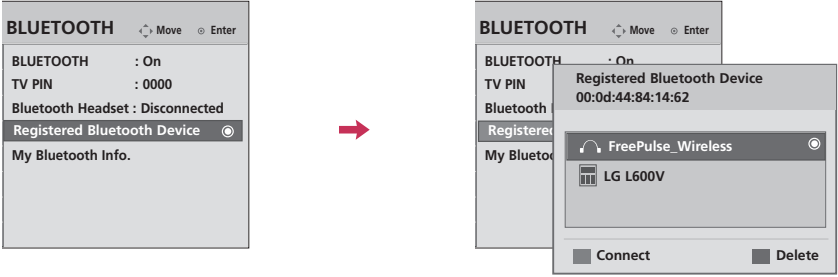 BLUETOOTH Move Enter
BLUETOOTH : On
TV PIN : 0000
Bluetooth Headset : Disconnected
Registered Bluetooth Device
My Bluetooth Info.
BLUETOOTH Move Enter
BLUETOOTH : On
TV PIN
Bluetooth
Registered
My Bluetoo
Registered Bluetooth Device
00:0d:44:84:14:62
FreePulse_Wireless
LG L600V
Connect Delete